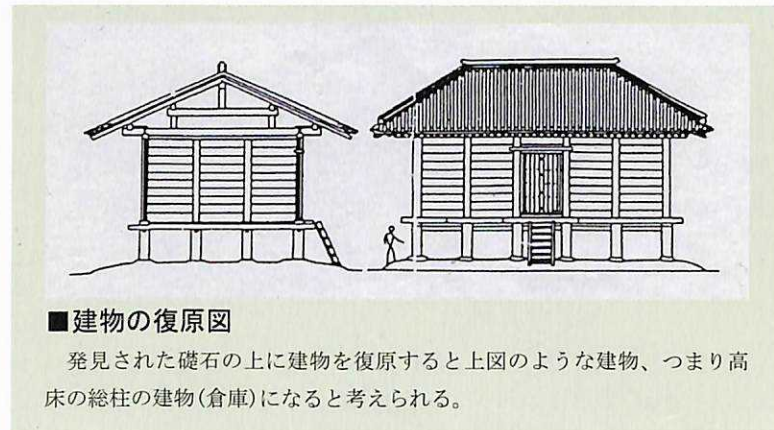 ■建物の復原図
発見された礎石の上に建物を復原すると上図のような建物、つまり高
床の総柱の建物(倉庫)になると考えられる。